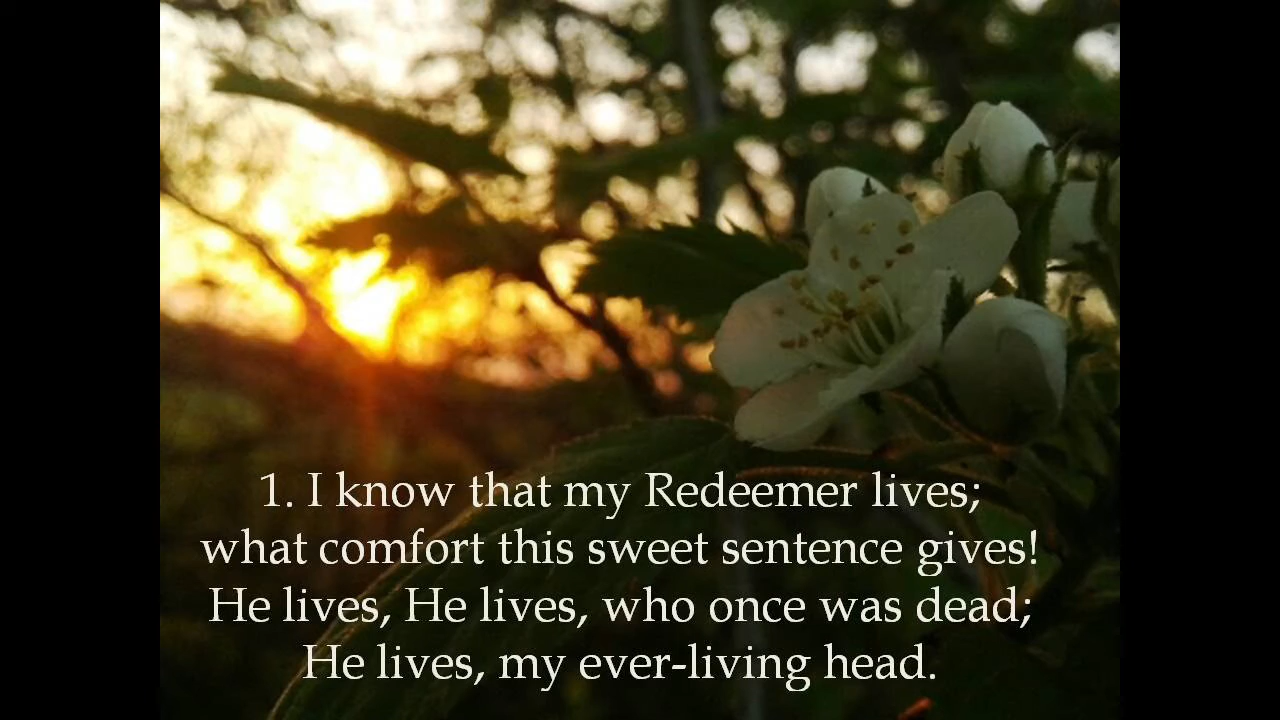 1. I know that my Redeemer lives;
what comfort this sweet sentence gives!
He lives, He lives, who once was dead;
He lives, my ever-living head.